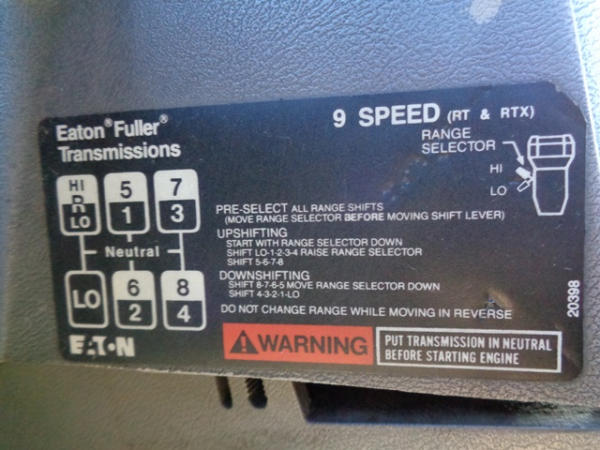 Eaton® Fuller®
Transmissions
9 SPEED (RT & RTX)
RANGE
SELECTOR
HI
LO
HI 5 7
R
LO 1 3
Neutral
LO 6 8
2 4
PRE-SELECT ALL RANGE SHIFTS
(MOVE RANGE SELECTOR BEFORE MOVING SHIFT LEVER)
UPSHIFTING
START WITH RANGE SELECTOR DOWN
SHIFT LO-1-2-3-4 RAISE RANGE SELECTOR
SHIFT 5-6-7-8
DOWNSHIFTING
SHIFT 8-7-6-5 MOVE RANGE SELECTOR DOWN
SHIFT 4-3-2-1-LO
DO NOT CHANGE RANGE WHILE MOVING IN REVERSE
EATON
WARNING
PUT TRANSMISSION IN NEUTRAL
BEFORE STARTING ENGINE
20398